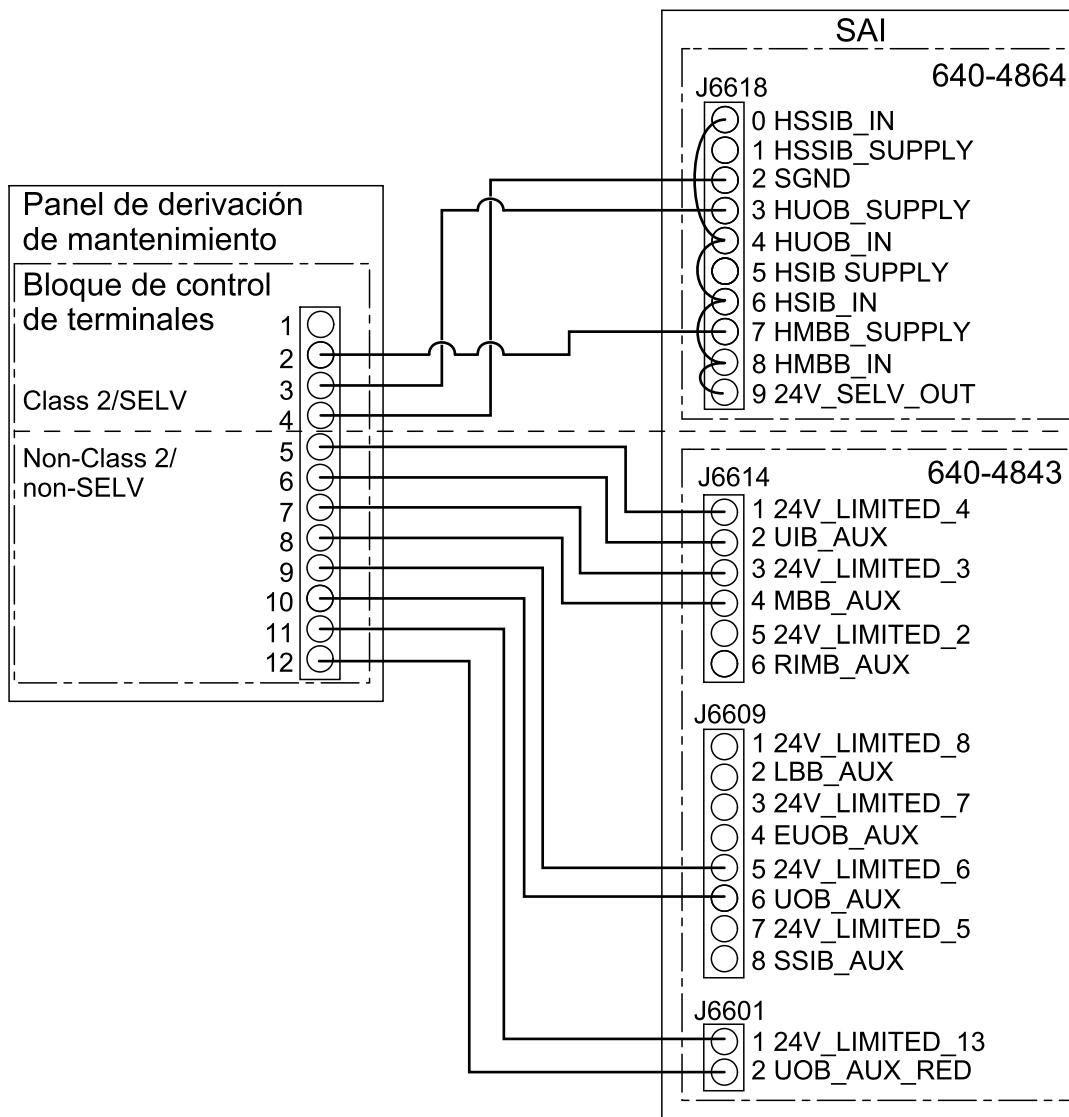 SAI
640-4864
J6618
0 HSSIB_IN
1 HSSIB_SUPPLY
2 SGND
3 HUOB_SUPPLY
4 HUOB_IN
5 HSIB SUPPLY
6 HSIB_IN
7 HMBB_SUPPLY
8 HMBB_IN
9 24V_SELV_OUT
Panel de derivación
de mantenimiento
Bloque de control
de terminales
Class 2/SELV
Non-Class 2/
non-SELV
1
2
3
4
5
6
7
8
9
10
11
12
640-4843
J6614
1 24V_LIMITED_4
2 UIB_AUX
3 24V_LIMITED_3
4 MBB_AUX
5 24V_LIMITED_2
6 RIMB_AUX
J6609
1 24V_LIMITED_8
2 LBB_AUX
3 24V_LIMITED_7
4 EUOB_AUX
5 24V_LIMITED_6
6 UOB_AUX
7 24V_LIMITED_5
8 SSIB_AUX
J6601
1 24V_LIMITED_13
2 UOB_AUX_RED